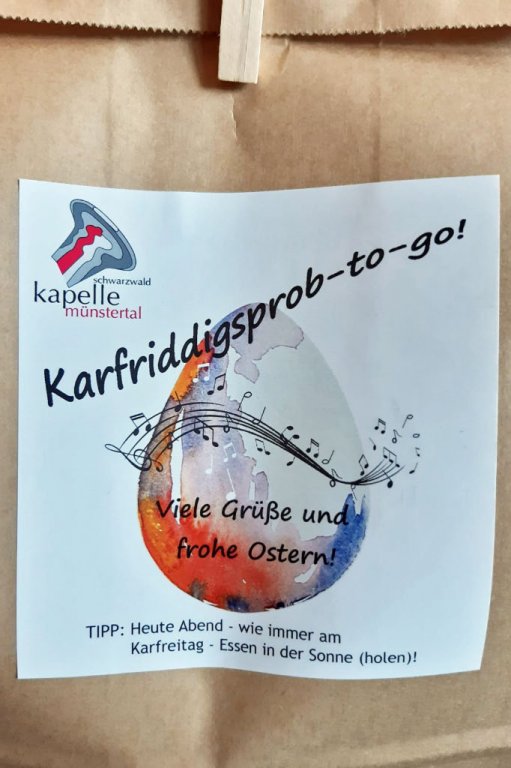 schwarzwald
kapelle
münstertal
Karfriddigsprob-to-go!
Viele Grüße und
frohe Ostern!
TIPP: Heute Abend - wie immer am
Karfreitag - Essen in der Sonne (holen)!